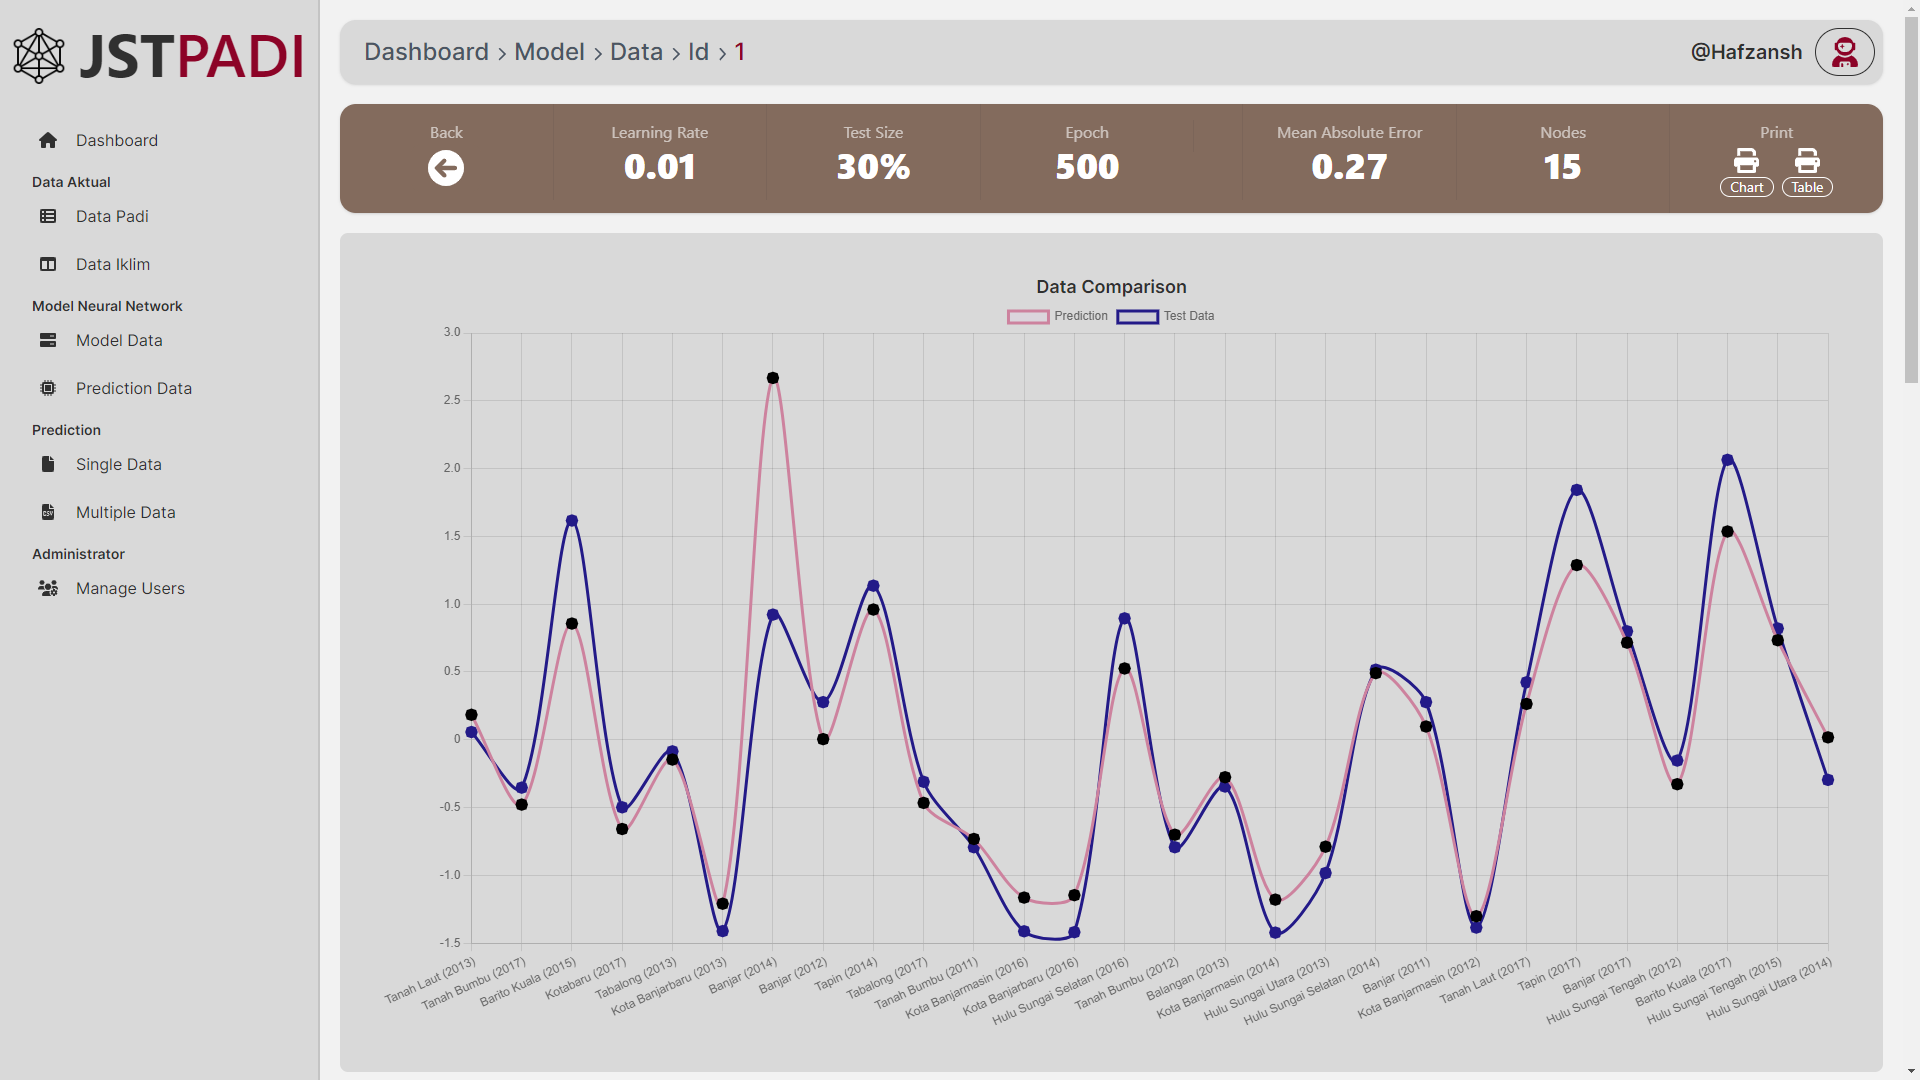 JSTPADI
Dashboard
Data Aktual
Data Padi
Data Iklim
Model Neural Network
Model Data
Prediction Data
Prediction
Single Data
CSV
Multiple Data
Administrator
Manage Users
Dashboard > Model > Data > Id > 1
@Hafzansh
Back
Learning Rate
0.01
Test Size
30%
Epoch
500
Mean Absolute Error
0.27
Nodes
15
Print
Chart
Table
Data Comparison
Prediction
Test Data
3.0
2.5
2.0
1.5
1.0
0.5
0
-0.5
-1.0
-1.5
Tanah Laut (2013)
Tanah Bumbu (2017)
Barito Kuala (2015)
Kotabaru (2017)
Tabalong (2013)
Kota Banjarbaru (2013)
Banjar (2014)
Banjar (2012)
Tapin (2014)
Tabalong (2017)
Tanah Bumbu (2011)
Kota Banjarmasin (2016)
Kota Banjarbaru (2016)
Hulu Sungai Selatan (2016)
Tanah Bumbu (2012)
Balangan (2013)
Kota Banjarmasin (2014)
Hulu Sungai Utara (2013)
Hulu Sungai Selatan (2014)
Banjar (2011)
Kota Banjarmasin (2012)
Tanah Laut (2017)
Tapin (2017)
Banjar (2017)
Hulu Sungai Tengah (2012)
Barito Kuala (2017)
Hulu Sungai Tengah (2015)
Hulu Sungai Utara (2014)